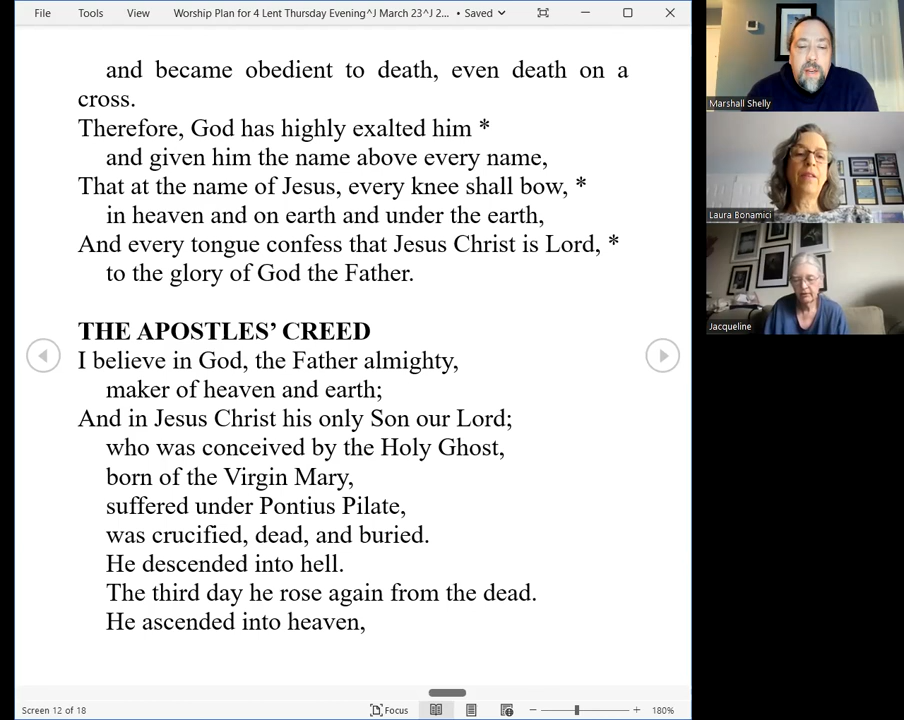 File Tools View Worship Plan for 4 Lent Thursday Evening^J March 23^J 2... • Saved
and became obedient to death, even death on a
cross.
Therefore, God has highly exalted him *
and given him the name above every name,
That at the name of Jesus, every knee shall bow, *
in heaven and on earth and under the earth,
And every tongue confess that Jesus Christ is Lord, *
to the glory of God the Father.
THE APOSTLES’ CREED
I believe in God, the Father almighty,
maker of heaven and earth;
And in Jesus Christ his only Son our Lord;
who was conceived by the Holy Ghost,
born of the Virgin Mary,
suffered under Pontius Pilate,
was crucified, dead, and buried.
He descended into hell.
The third day he rose again from the dead.
He ascended into heaven,
Screen 12 of 18 Focus 180%
Marshall Shelly
Laura Bonamici
Jacqueline